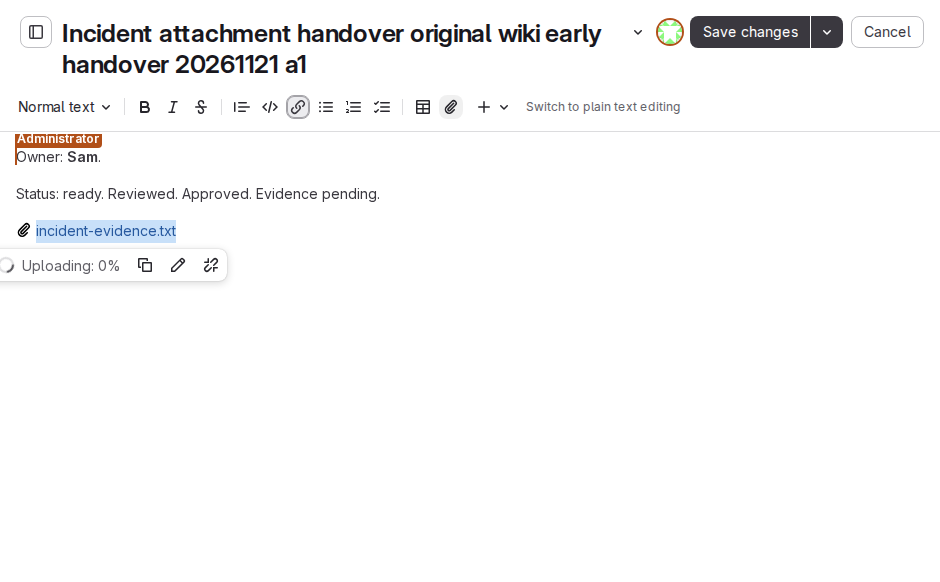 Incident attachment handover original wiki early
handover 20261121 a1
Save changes
Cancel
Normal text
Switch to plain text editing
Administrator
Owner: Sam.
Status: ready. Reviewed. Approved. Evidence pending.
incident-evidence.txt
Uploading: 0%